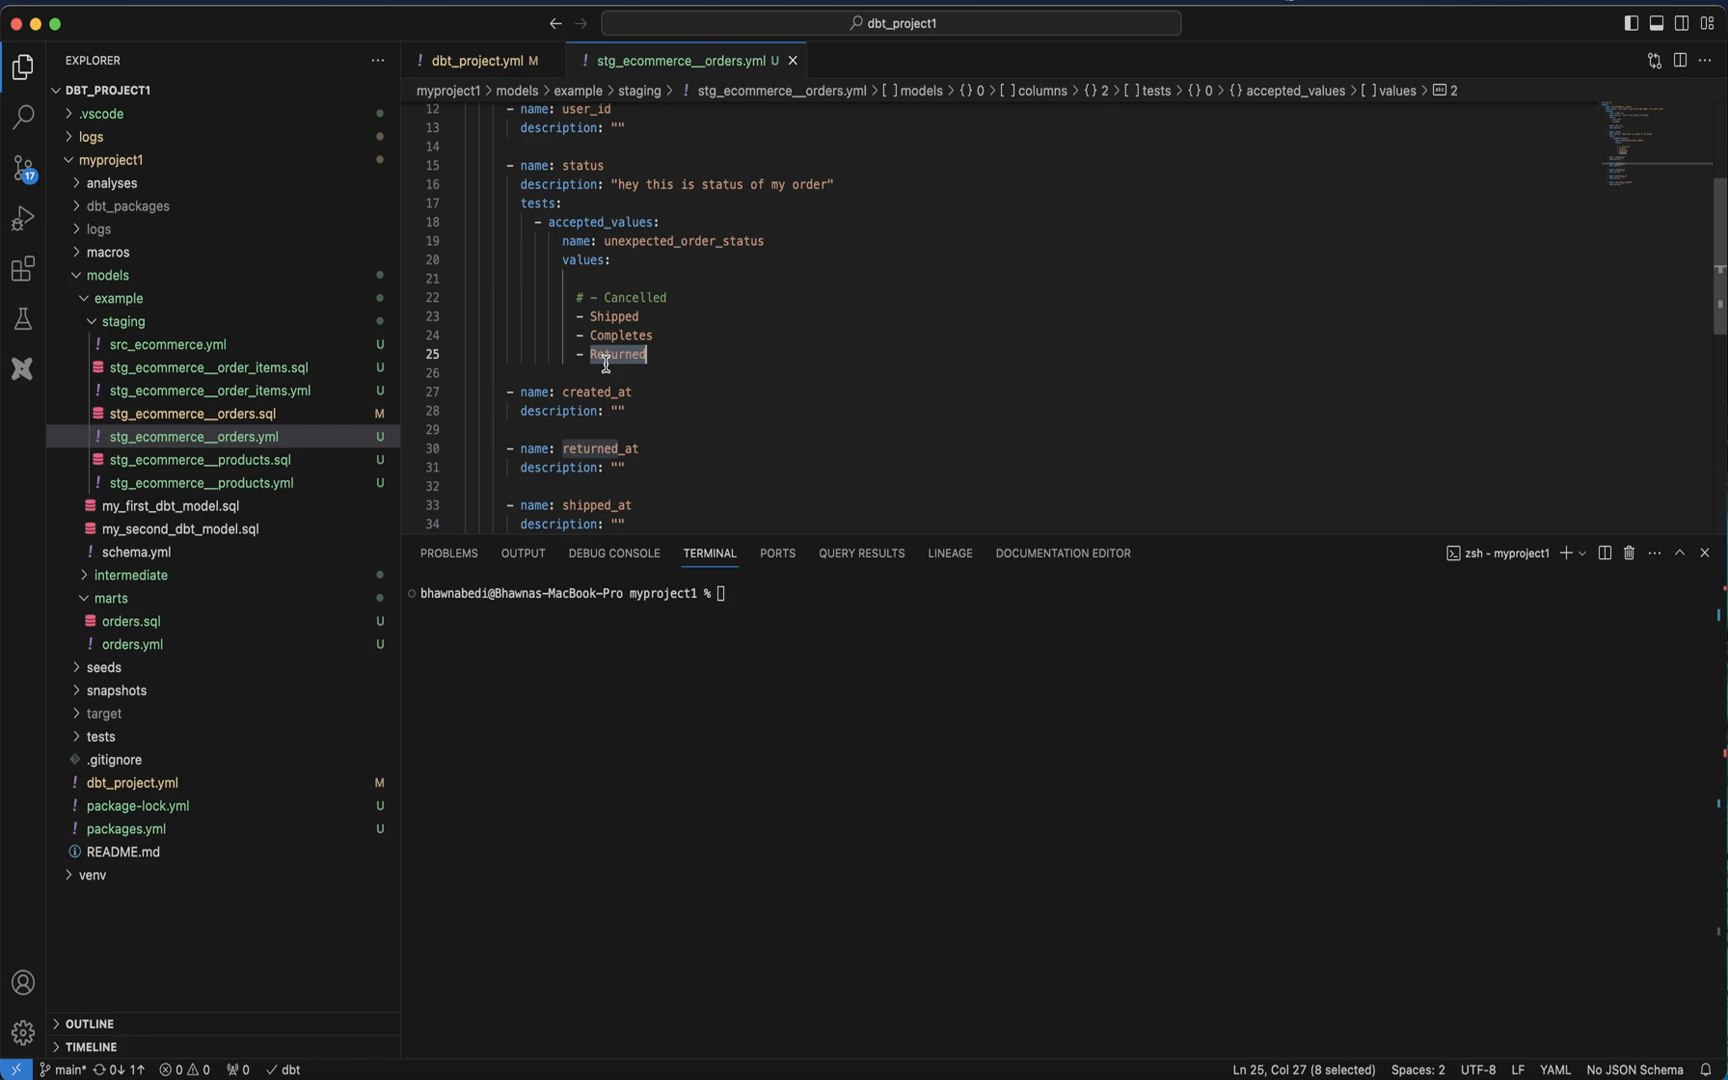 dbt_project1
EXPLORER
DBT_PROJECT1
.vscode
logs
myproject1
analyses
dbt_packages
logs
macros
models
example
staging
src_ecommerce.yml U
stg_ecommerce__order_items.sql U
stg_ecommerce__order_items.yml U
stg_ecommerce__orders.sql M
stg_ecommerce__orders.yml U
stg_ecommerce__products.sql U
stg_ecommerce__products.yml U
my_first_dbt_model.sql
my_second_dbt_model.sql
schema.yml
intermediate
marts
orders.sql U
orders.yml U
seeds
snapshots
target
tests
.gitignore
dbt_project.yml M
package-lock.yml U
packages.yml U
README.md
venv
OUTLINE
TIMELINE
17
dbt_project.yml M
stg_ecommerce__orders.yml U
myproject1 > models > example > staging > ! stg_ecommerce__orders.yml > [ ] models > {} 0 > [ ] columns > {} 2 > [ ] tests > {} 0 > {} accepted_values > [ ] values > 2
12 - name: user_id
13 description: ""
14
15 - name: status
16 description: "hey this is status of my order"
17 tests:
18 - accepted_values:
19 name: unexpected_order_status
20 values:
21
22 # - Cancelled
23 - Shipped
24 - Completes
25 - Returned
26
27 - name: created_at
28 description: ""
29
30 - name: returned_at
31 description: ""
32
33 - name: shipped_at
34 description: ""
PROBLEMS OUTPUT DEBUG CONSOLE TERMINAL PORTS QUERY RESULTS LINEAGE DOCUMENTATION EDITOR
zsh - myproject1
bhawnabedi@Bhawnas-MacBook-Pro myproject1 %
main* 0↓ 1↑ 0 0 0 ✓ dbt
Ln 25, Col 27 (8 selected) Spaces: 2 UTF-8 LF YAML No JSON Schema